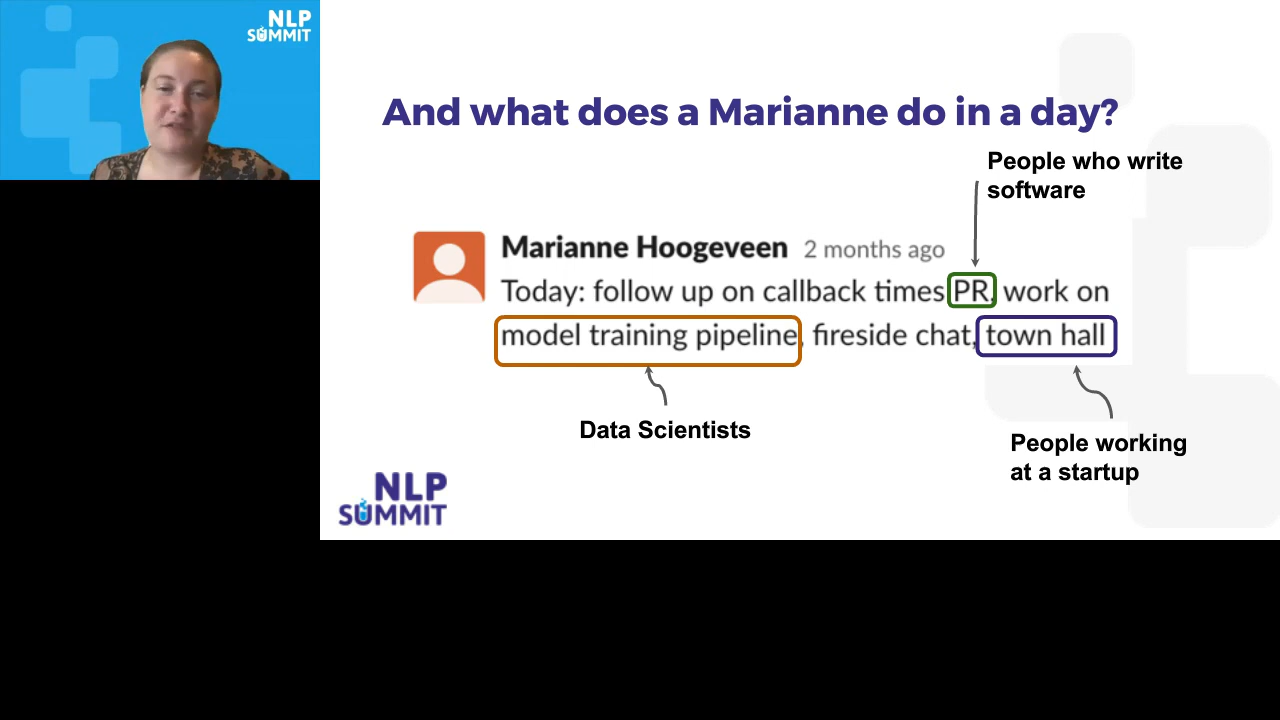 NLP
SUMMIT
And what does a Marianne do in a day?
People who write
software
Marianne Hoogeveen 2 months ago
Today: follow up on callback times PR, work on
model training pipeline, fireside chat, town hall
Data Scientists
People working
at a startup
NLP
SUMMIT